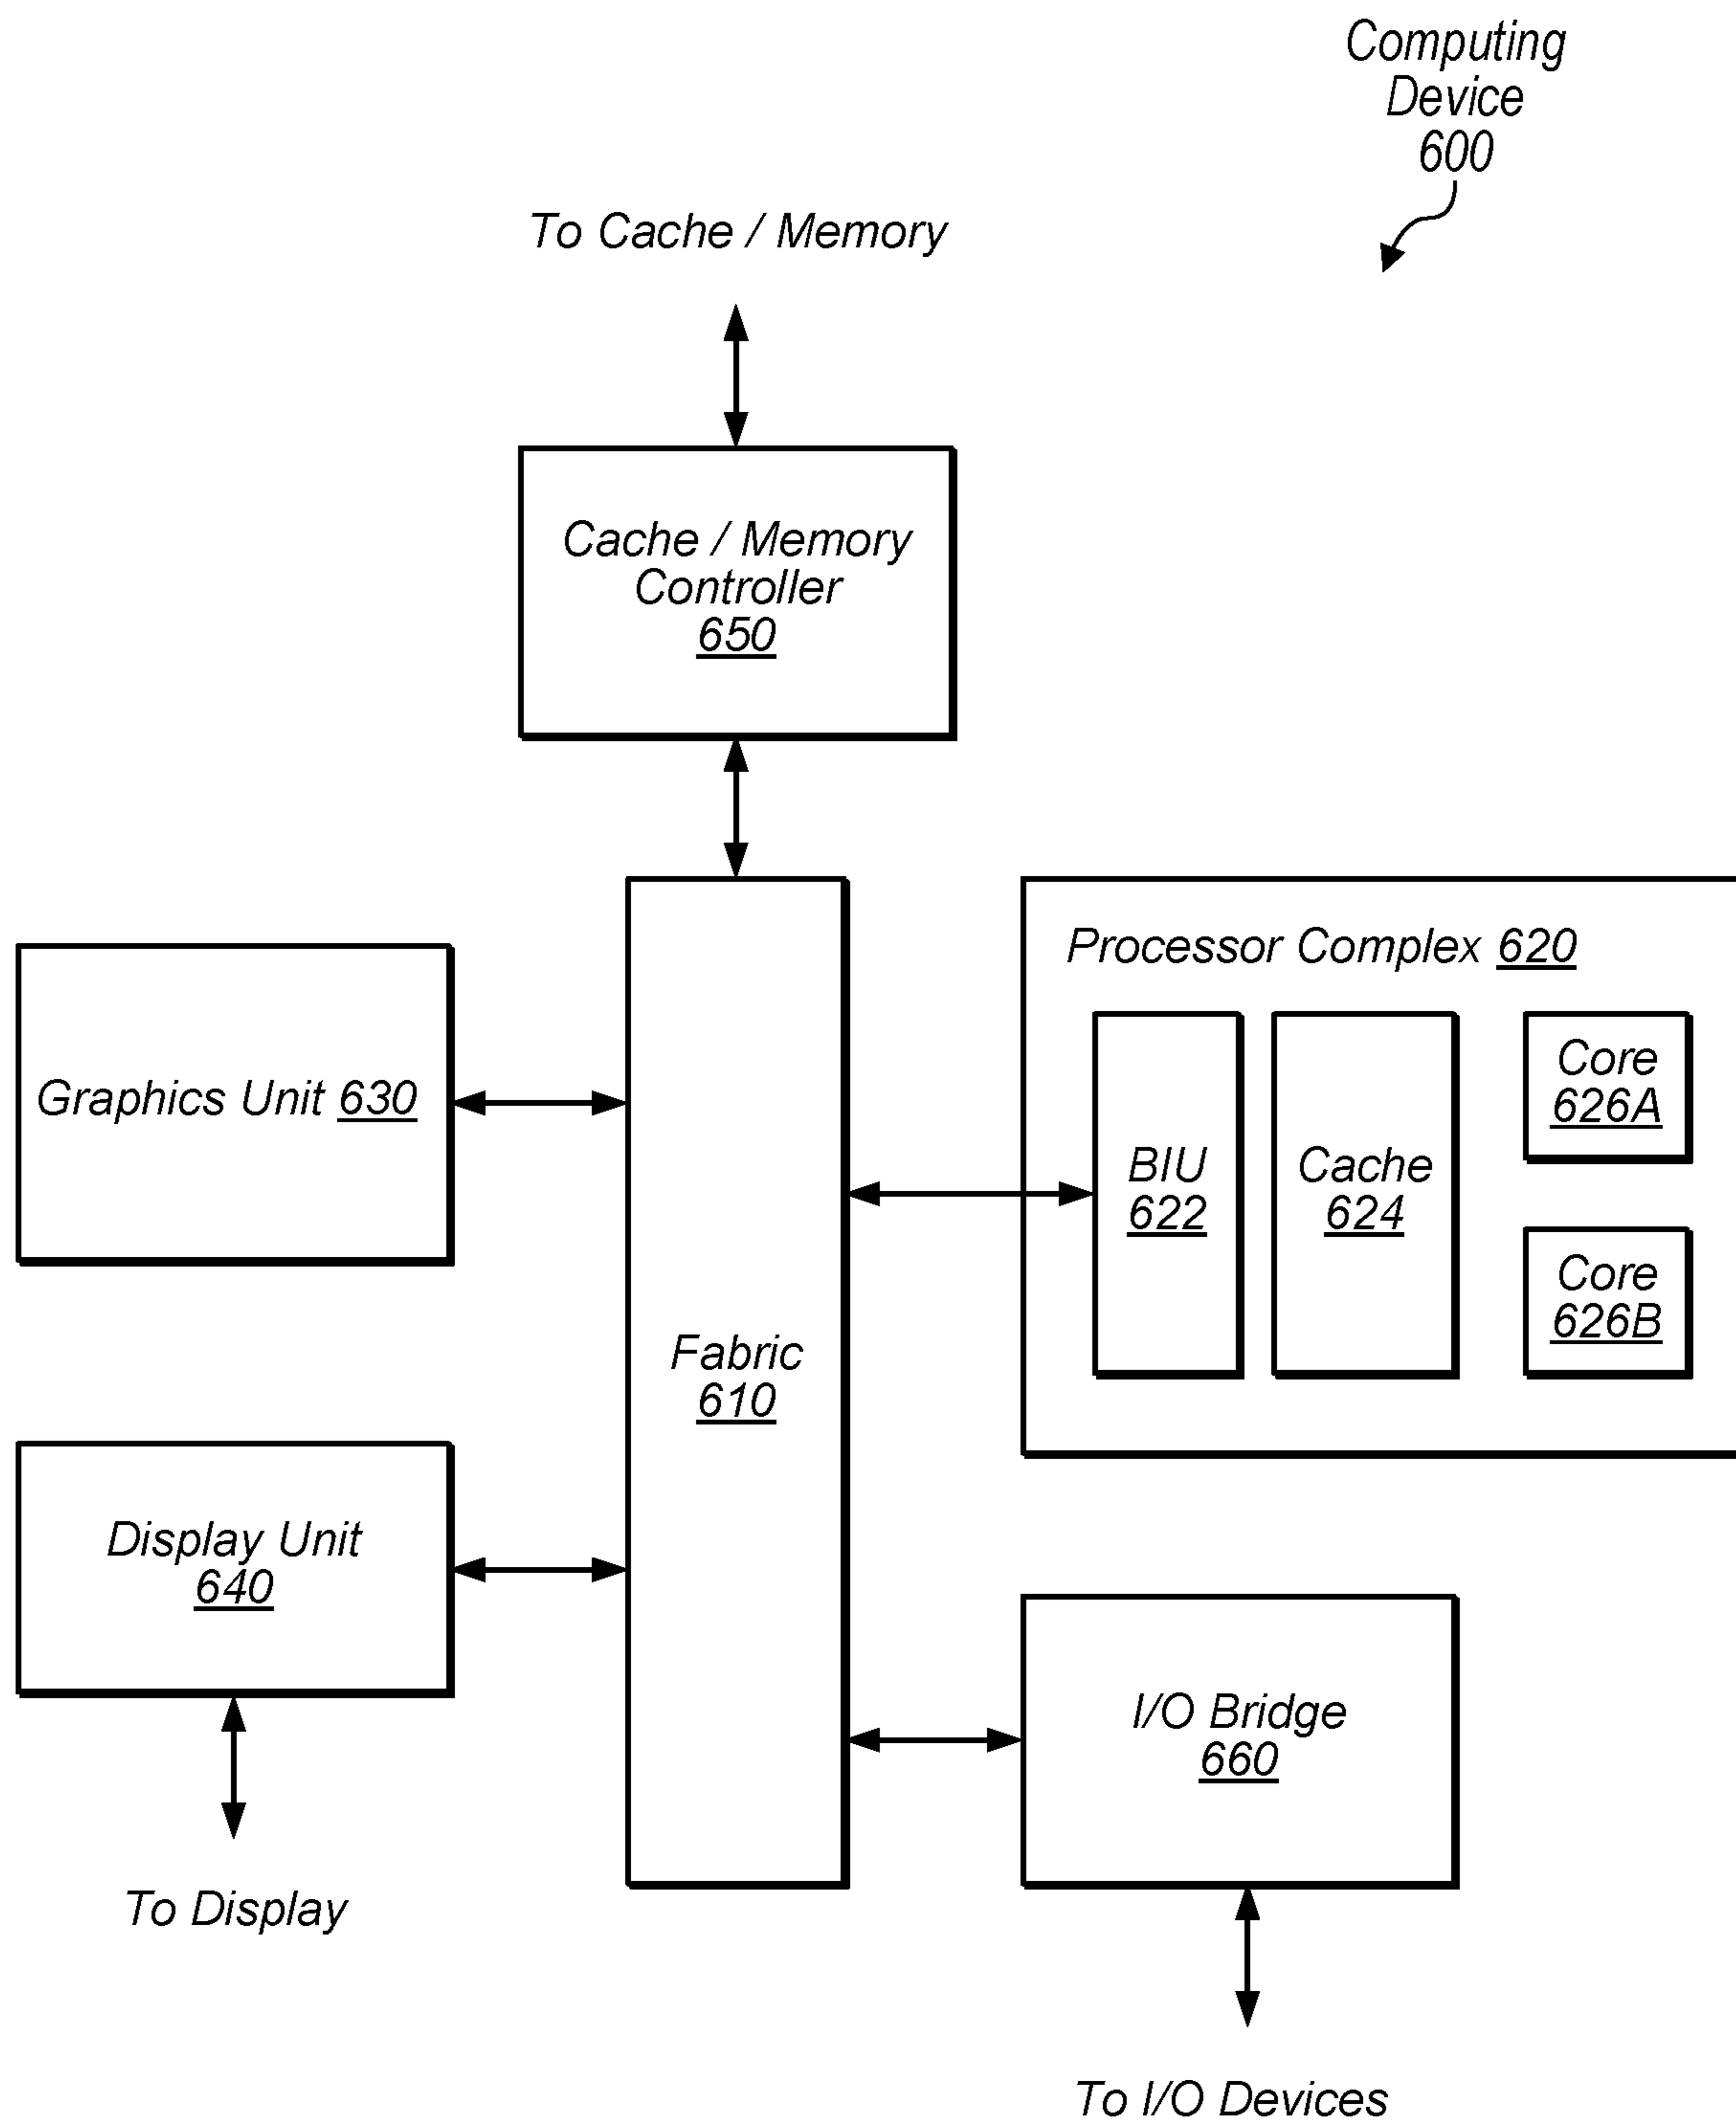 Computing
Device
600
To Cache / Memory
Cache / Memory
Controller
650
Processor Complex 620
Graphics Unit 630
BIU
622
Cache
624
Core
626A
Core
626B
Fabric
610
Display Unit
640
I/O Bridge
660
To Display
To I/O Devices